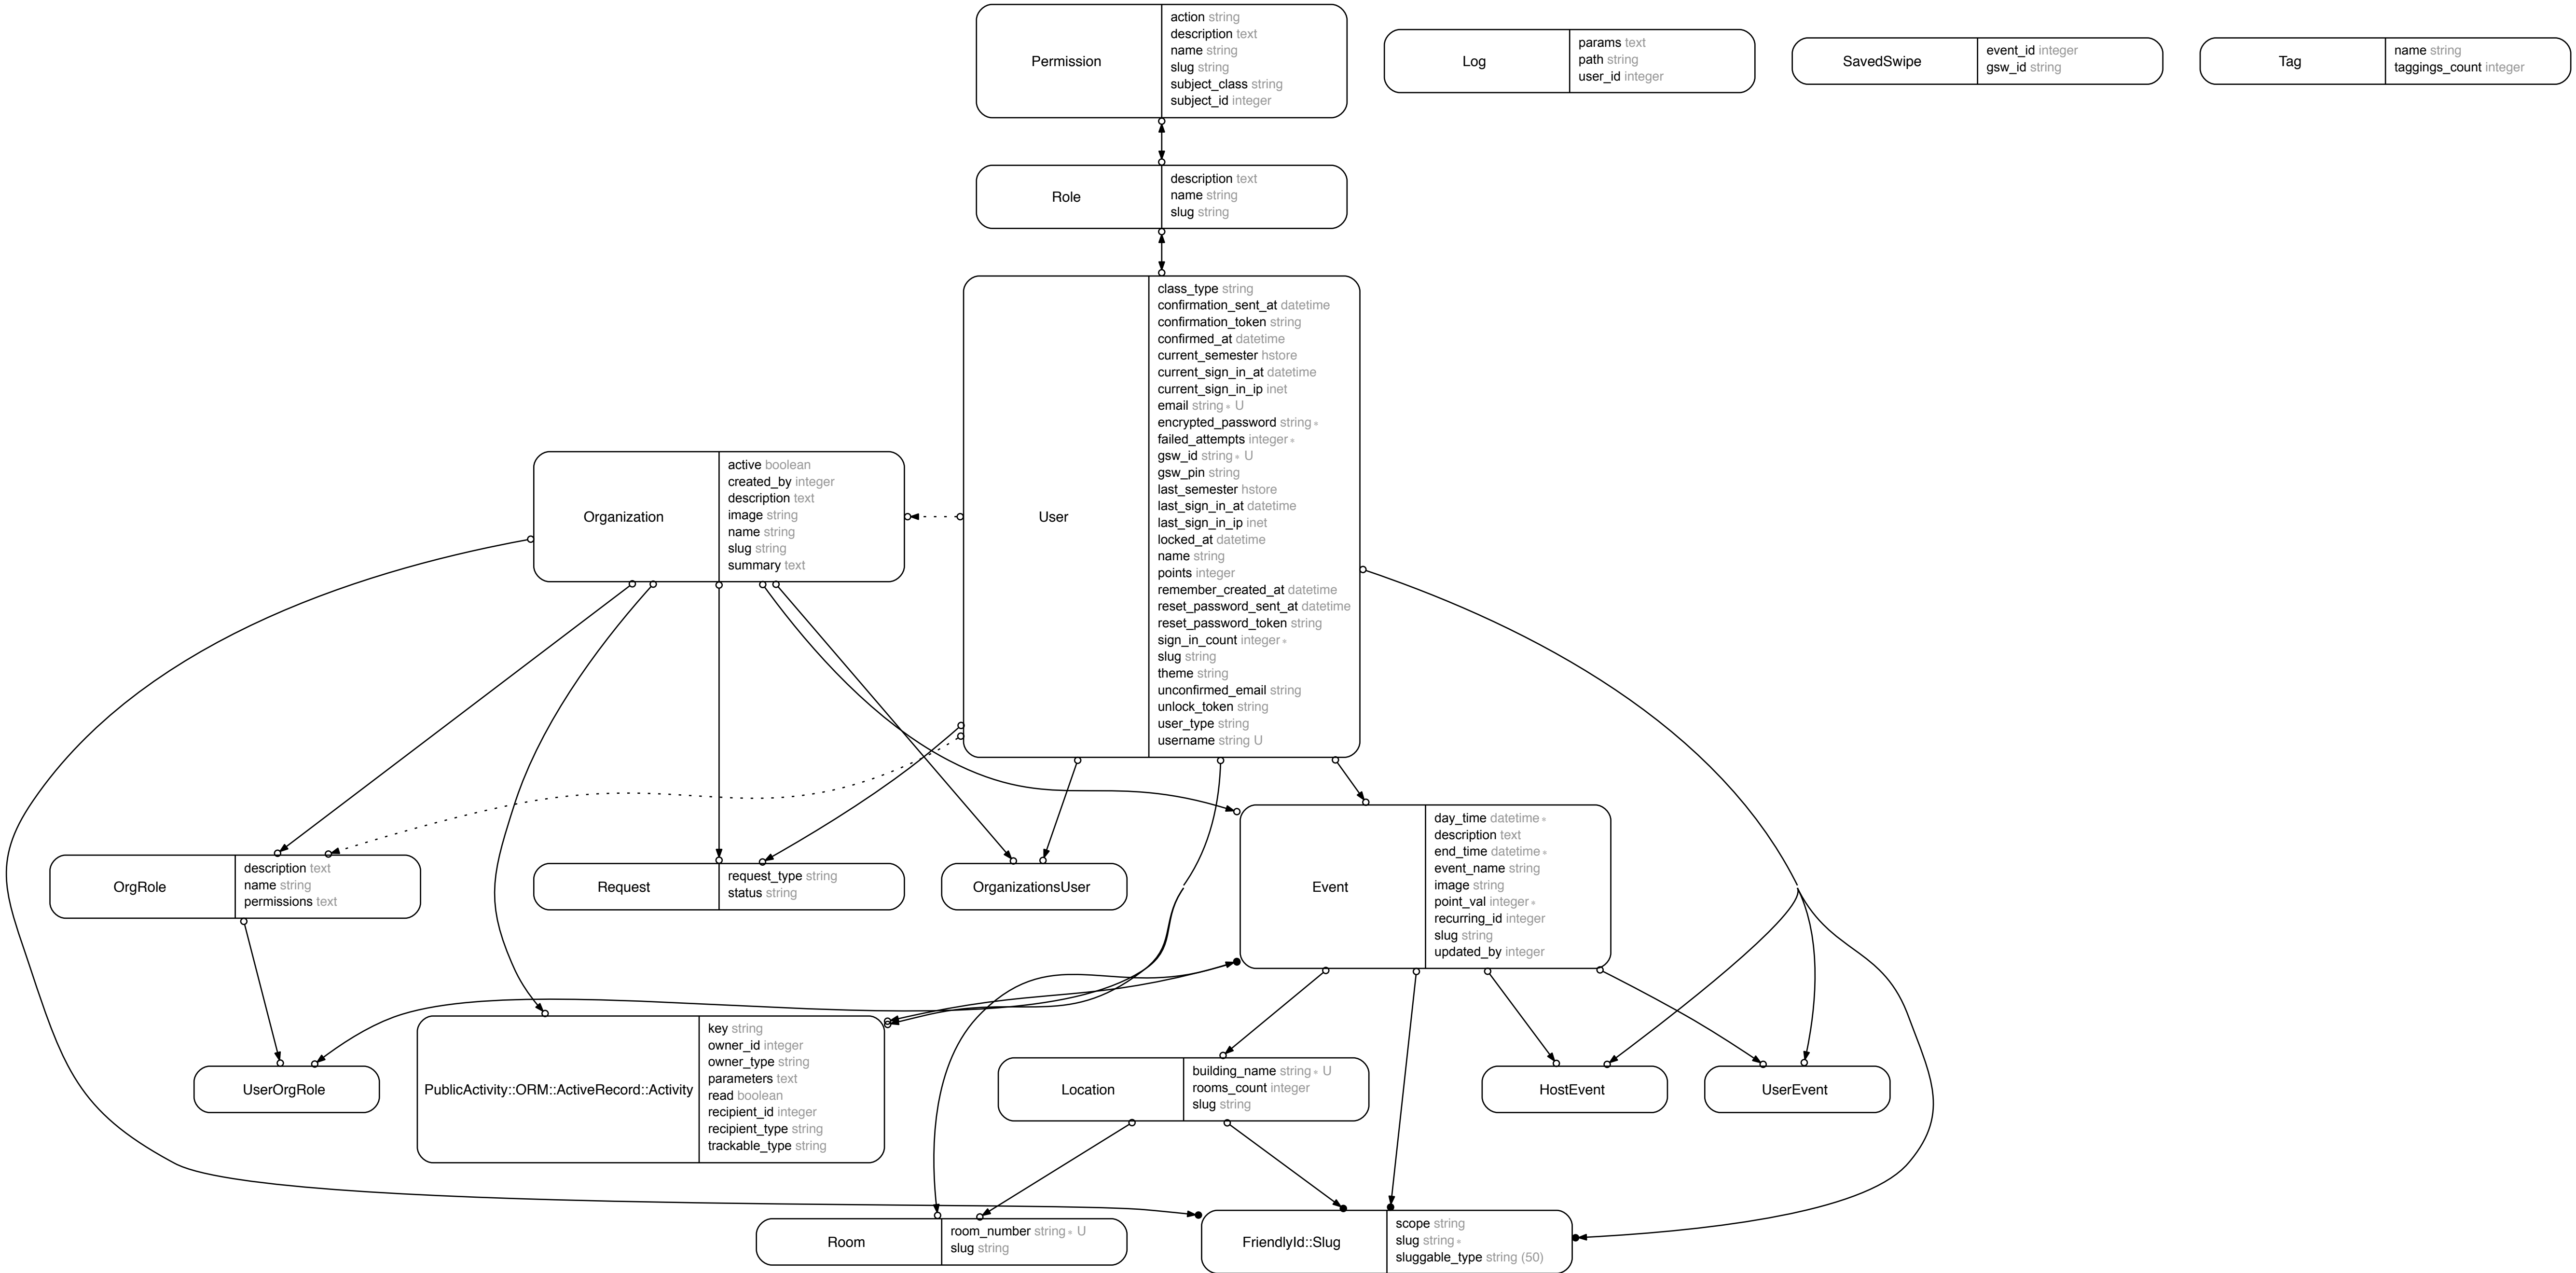 Permission
action string
description text
name string
slug string
subject_class string
subject_id integer
Log
params text
path string
user_id integer
SavedSwipe
event_id integer
gsw_id string
Tag
name string
taggings_count integer
Role
description text
name string
slug string
User
class_type string
confirmation_sent_at datetime
confirmation_token string
confirmed_at datetime
current_semester hstore
current_sign_in_at datetime
current_sign_in_ip inet
email string * U
encrypted_password string *
failed_attempts integer *
gsw_id string * U
gsw_pin string
last_semester hstore
last_sign_in_at datetime
last_sign_in_ip inet
locked_at datetime
name string
points integer
remember_created_at datetime
reset_password_sent_at datetime
reset_password_token string
sign_in_count integer *
slug string
theme string
unconfirmed_email string
unlock_token string
user_type string
username string U
Organization
active boolean
created_by integer
description text
image string
name string
slug string
summary text
OrgRole
description text
name string
permissions text
Request
request_type string
status string
OrganizationsUser
Event
day_time datetime *
description text
end_time datetime *
event_name string
image string
point_val integer *
recurring_id integer
slug string
updated_by integer
UserOrgRole
PublicActivity::ORM::ActiveRecord::Activity
key string
owner_id integer
owner_type string
parameters text
read boolean
recipient_id integer
recipient_type string
trackable_type string
Location
building_name string * U
rooms_count integer
slug string
HostEvent
UserEvent
Room
room_number string * U
slug string
FriendlyId::Slug
scope string
slug string *
sluggable_type string (50)